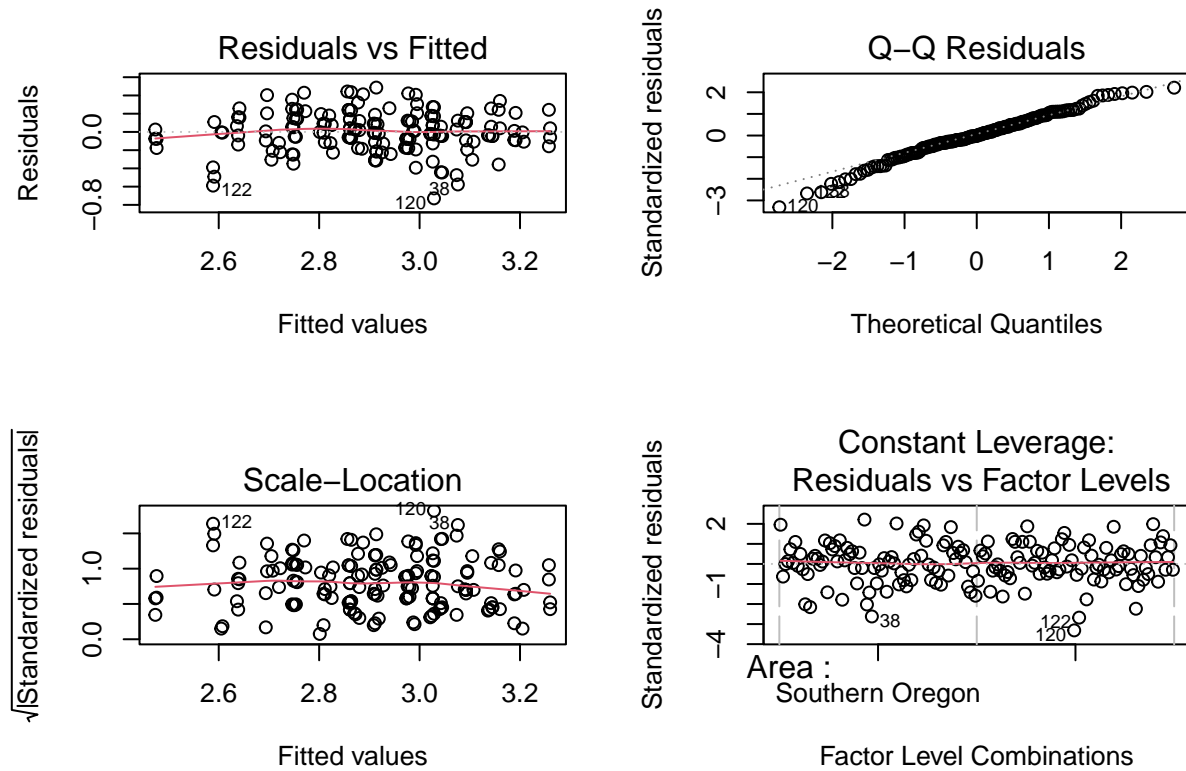 Residuals vs Fitted
Residuals
0.0
−0.8
122
38
120
2.6 2.8 3.0 3.2
Fitted values
Q−Q Residuals
Standardized residuals
2
0
−3
120
−2 −1 0 1 2
Theoretical Quantiles
Scale−Location
√|Standardized residuals|
1.0
0.0
122
120
38
2.6 2.8 3.0 3.2
Fitted values
Constant Leverage:
Residuals vs Factor Levels
Standardized residuals
2
−1
−4
38
122
120
Area :
Southern Oregon
Factor Level Combinations